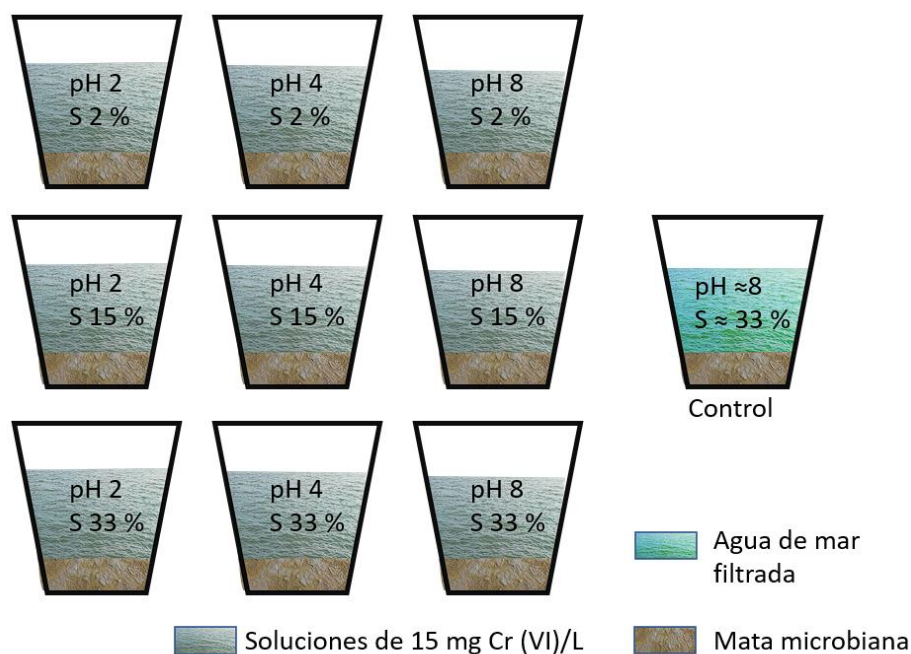 pH 2
S 2 %
pH 4
S 2 %
pH 8
S 2 %
pH 2
S 15 %
pH 4
S 15 %
pH 8
S 15 %
pH ≈8
S ≈ 33 %
Control
pH 2
S 33 %
pH 4
S 33 %
pH 8
S 33 %
Agua de mar
filtrada
Soluciones de 15 mg Cr (VI)/L
Mata microbiana